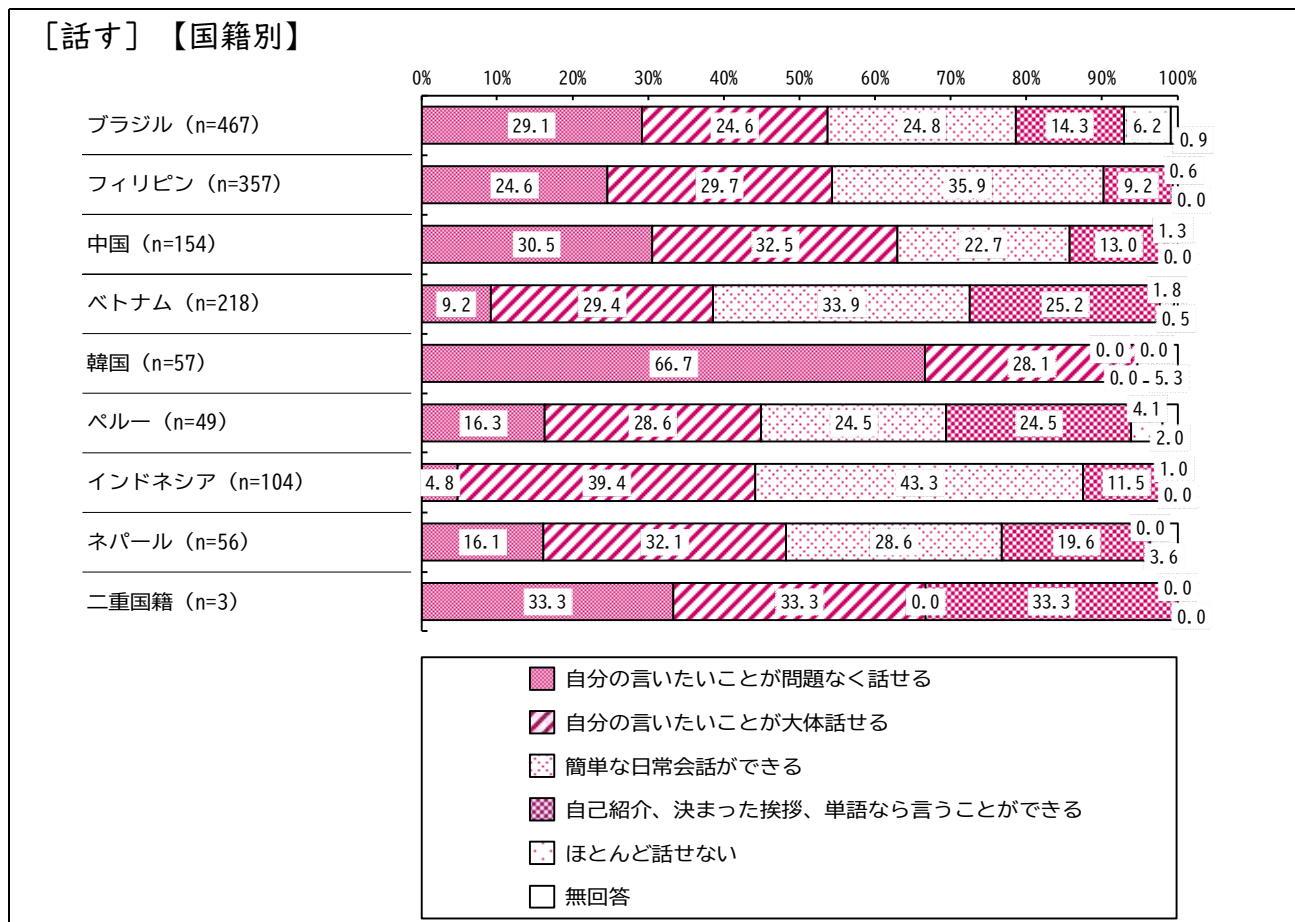 ［話す］【国籍別】
0% 10% 20% 30% 40% 50% 60% 70% 80% 90% 100%
ブラジル（n=467） 29.1 24.6 24.8 14.3 6.2 0.9
フィリピン（n=357） 24.6 29.7 35.9 9.2 0.6 0.0
中国（n=154） 30.5 32.5 22.7 13.0 1.3 0.0
ベトナム（n=218） 9.2 29.4 33.9 25.2 1.8 0.5
韓国（n=57） 66.7 28.1 0.0 0.0 0.0 5.3
ペルー（n=49） 16.3 28.6 24.5 24.5 4.1 2.0
インドネシア（n=104） 4.8 39.4 43.3 11.5 1.0 0.0
ネパール（n=56） 16.1 32.1 28.6 19.6 0.0 3.6
二重国籍（n=3） 33.3 33.3 0.0 33.3 0.0 0.0
自分の言いたいことが問題なく話せる
自分の言いたいことが大体話せる
簡単な日常会話ができる
自己紹介、決まった挨拶、単語なら言うことができる
ほとんど話せない
無回答